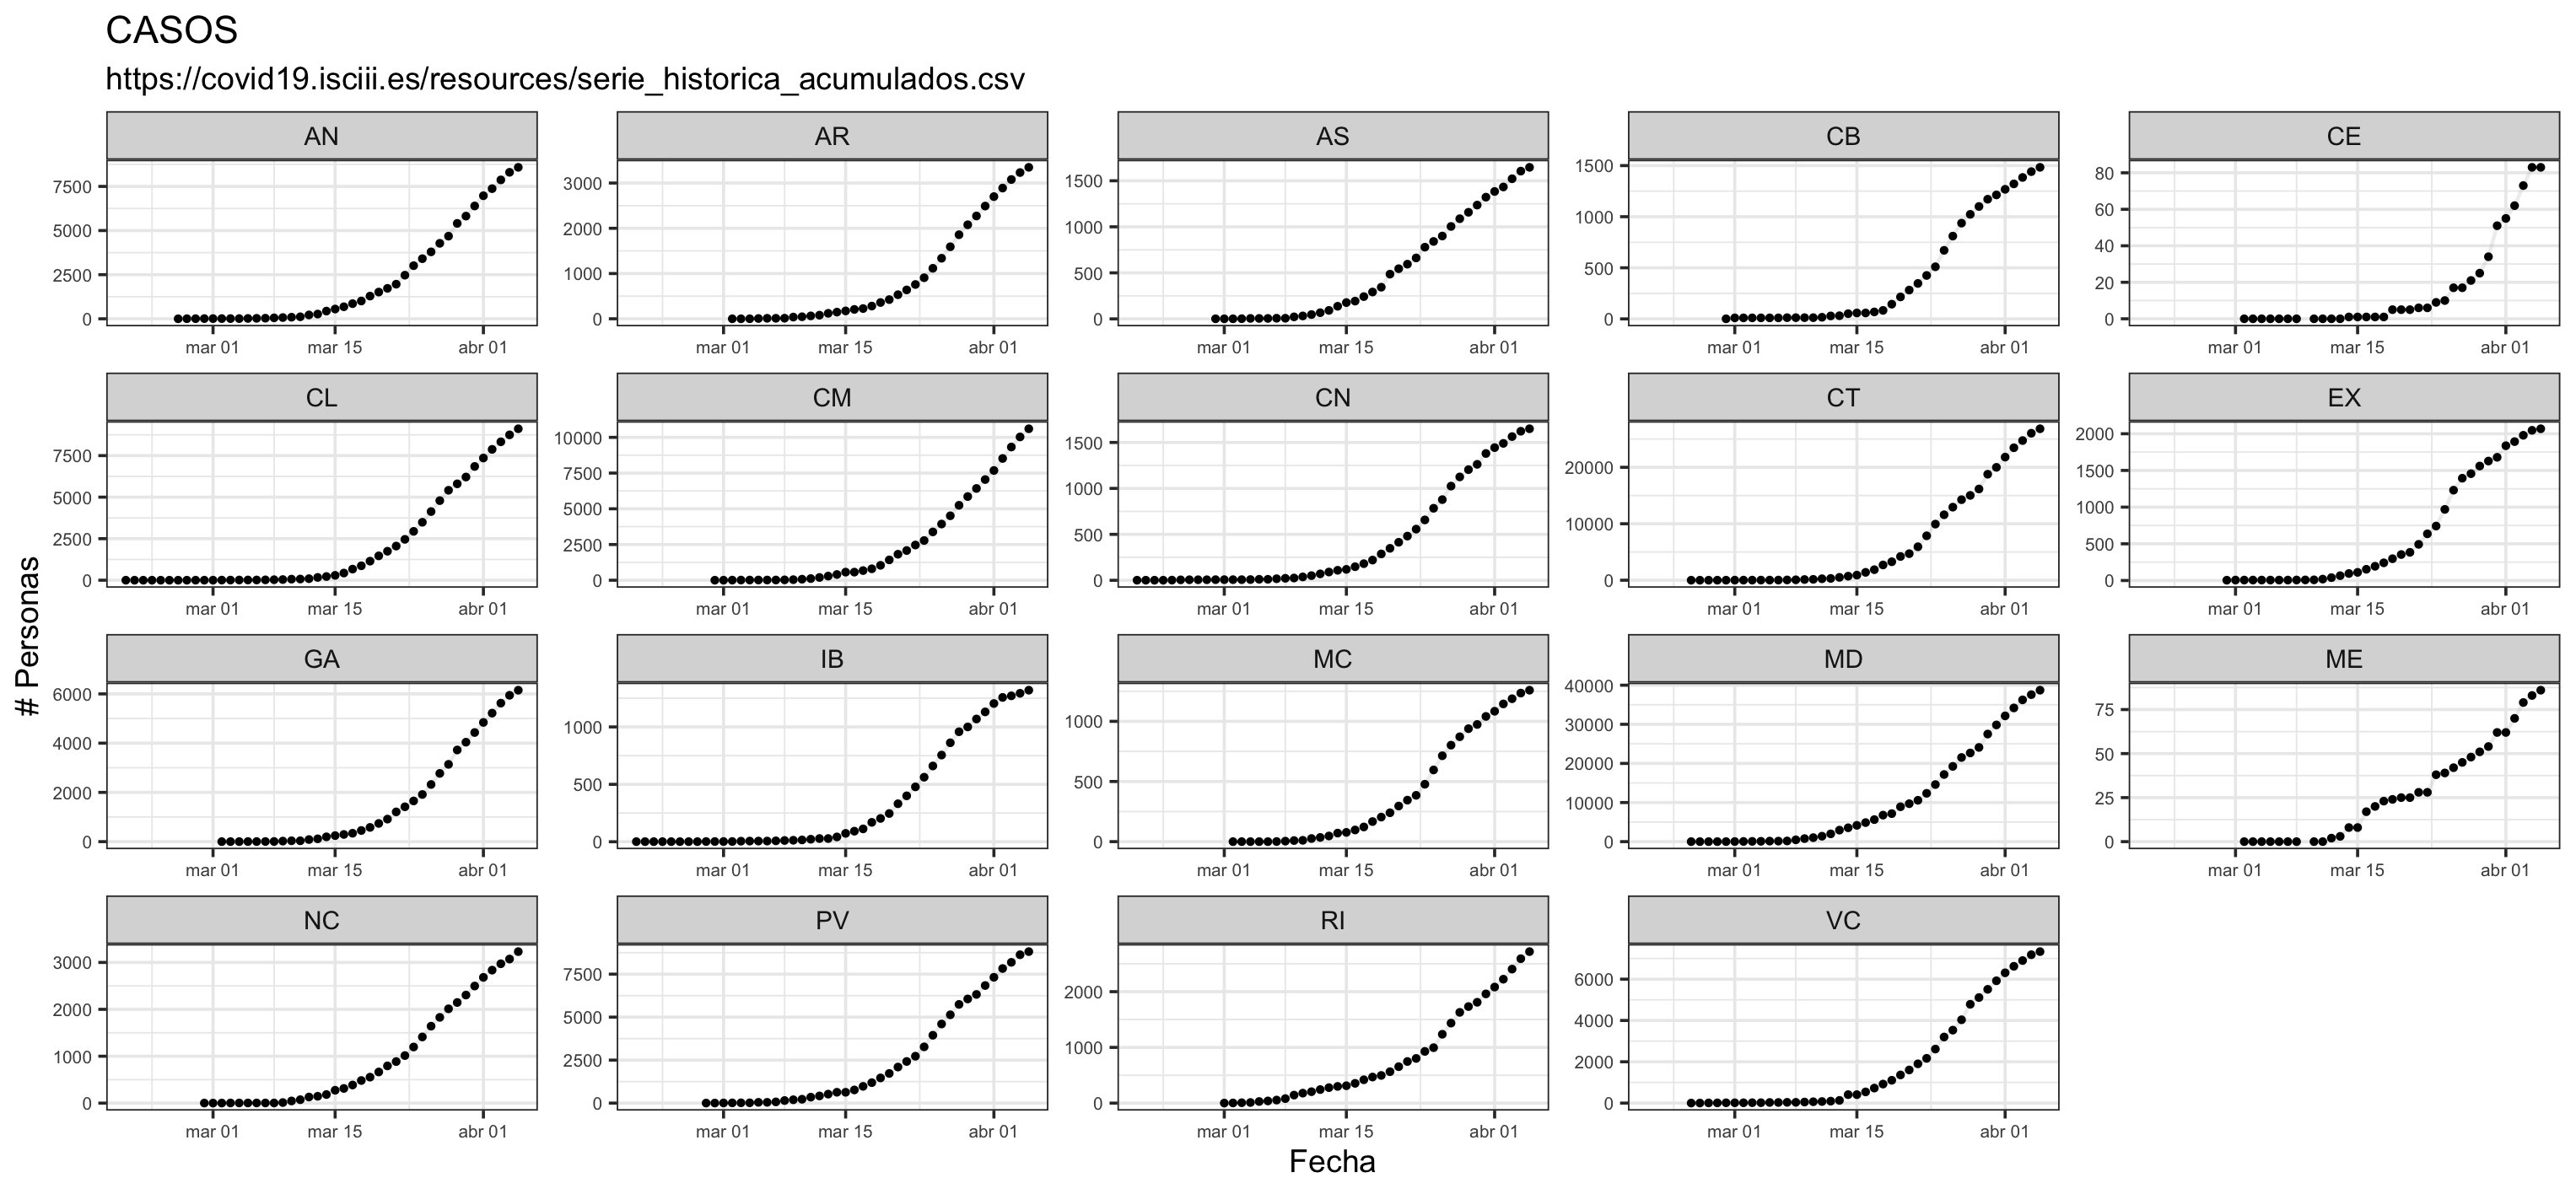 CASOS
https://covid19.isciii.es/resources/serie_historica_acumulados.csv
# Personas
AN
7500
5000
2500
0
mar 01 mar 15 abr 01
AR
3000
2000
1000
0
mar 01 mar 15 abr 01
AS
1500
1000
500
0
mar 01 mar 15 abr 01
CB
1500
1000
500
0
mar 01 mar 15 abr 01
CE
80
60
40
20
0
mar 01 mar 15 abr 01
CL
7500
5000
2500
0
mar 01 mar 15 abr 01
CM
10000
7500
5000
2500
0
mar 01 mar 15 abr 01
CN
1500
1000
500
0
mar 01 mar 15 abr 01
CT
20000
10000
0
mar 01 mar 15 abr 01
EX
2000
1500
1000
500
0
mar 01 mar 15 abr 01
GA
6000
4000
2000
0
mar 01 mar 15 abr 01
IB
1000
500
0
mar 01 mar 15 abr 01
MC
1000
500
0
mar 01 mar 15 abr 01
MD
40000
30000
20000
10000
0
mar 01 mar 15 abr 01
ME
75
50
25
0
mar 01 mar 15 abr 01
NC
3000
2000
1000
0
mar 01 mar 15 abr 01
PV
7500
5000
2500
0
mar 01 mar 15 abr 01
RI
2000
1000
0
mar 01 mar 15 abr 01
VC
6000
4000
2000
0
mar 01 mar 15 abr 01
Fecha